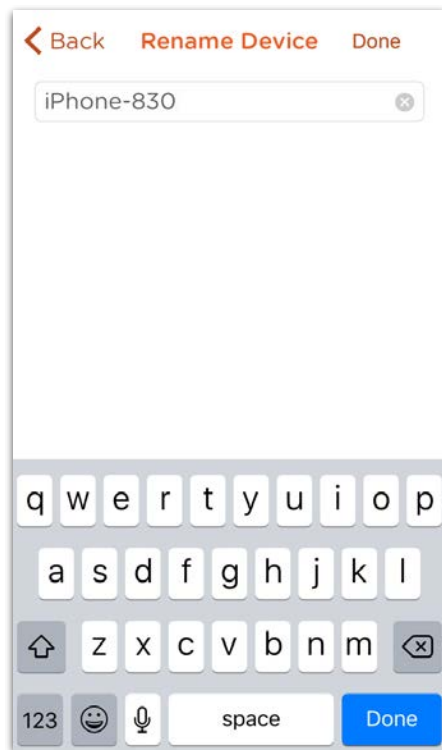 Back Rename Device Done
iPhone-830
q w e r t y u i o p
a s d f g h j k l
z x c v b n m
123 space Done